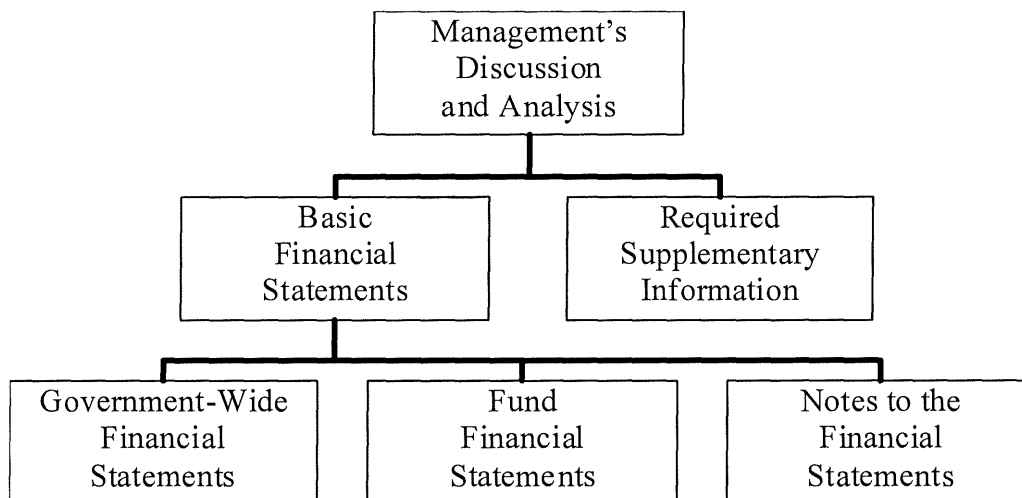 Management’s
Discussion
and Analysis
Basic
Financial
Statements
Required
Supplementary
Information
Government-Wide
Financial
Statements
Fund
Financial
Statements
Notes to the
Financial
Statements